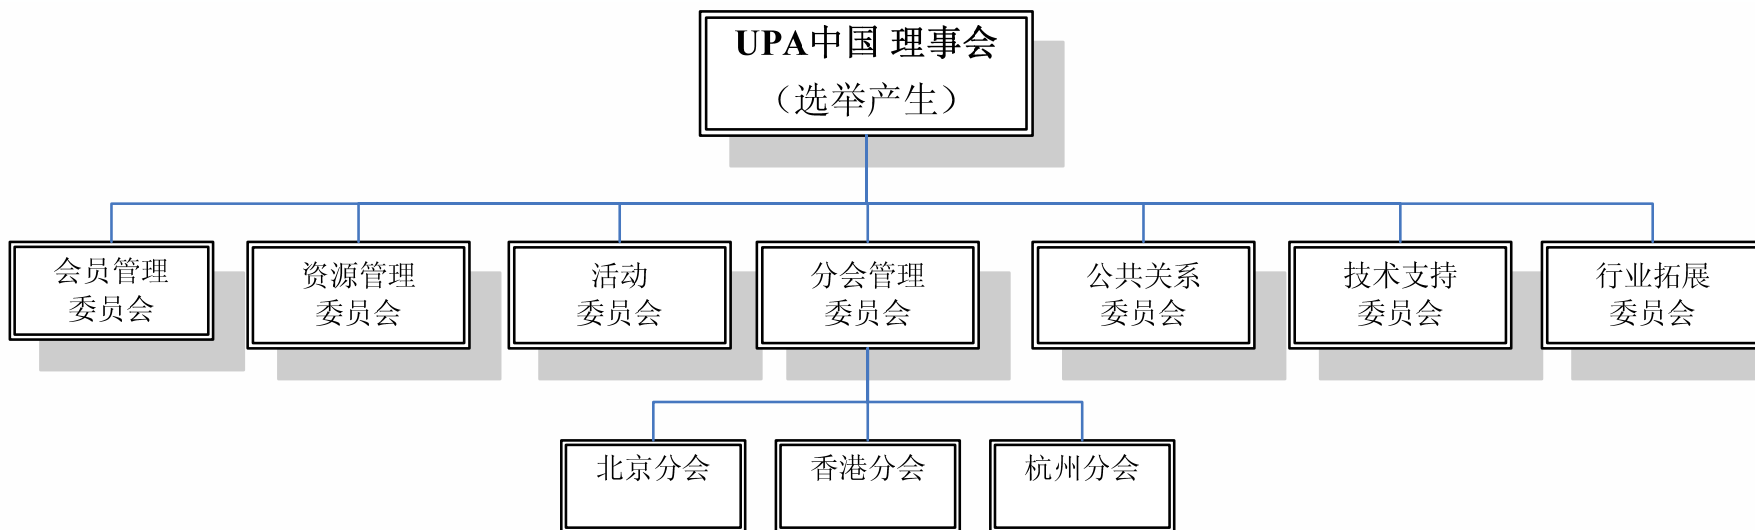 UPA中国 理事会
（选举产生）
会员管理
委员会
资源管理
委员会
活动
委员会
分会管理
委员会
公共关系
委员会
技术支持
委员会
行业拓展
委员会
北京分会
香港分会
杭州分会